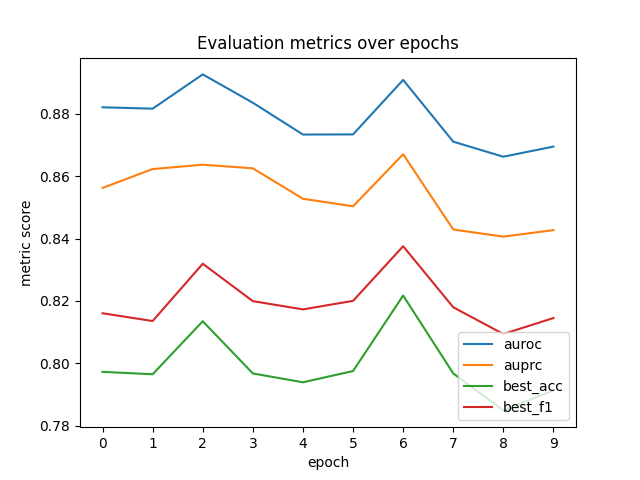 Evaluation metrics over epochs
metric score
0.88
0.86
0.84
0.82
0.80
0.78
auroc
auprc
best_acc
best_f1
0 1 2 3 4 5 6 7 8 9
epoch